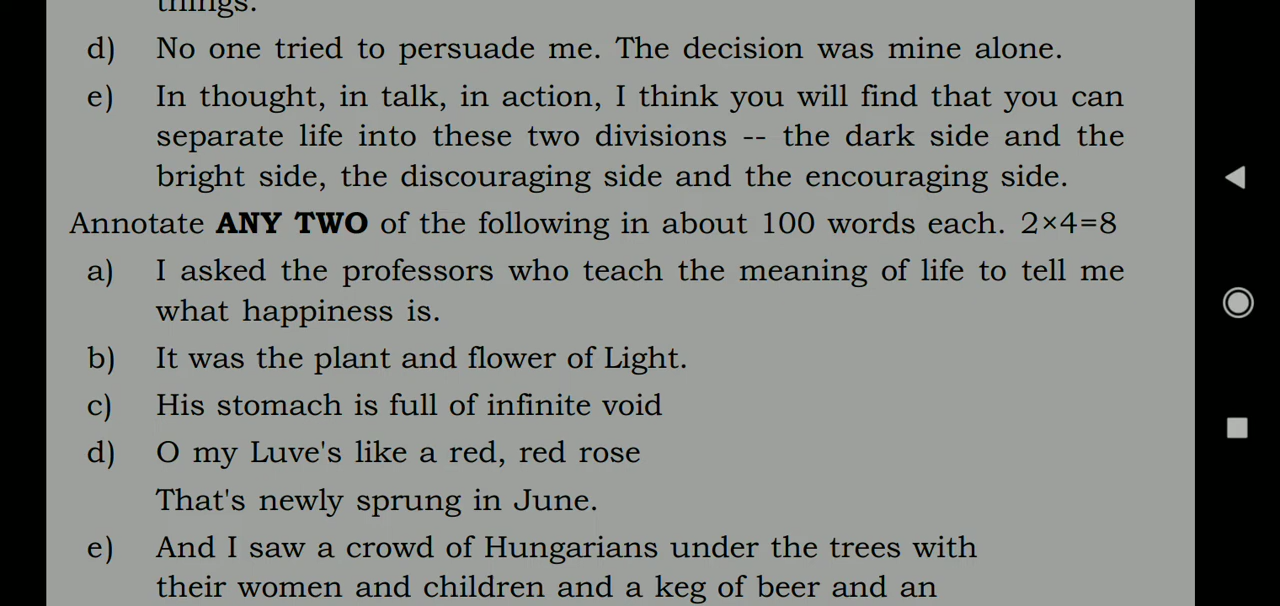 things.
d) No one tried to persuade me. The decision was mine alone.
e) In thought, in talk, in action, I think you will find that you can
separate life into these two divisions -- the dark side and the
bright side, the discouraging side and the encouraging side.
Annotate ANY TWO of the following in about 100 words each. 2×4=8
a) I asked the professors who teach the meaning of life to tell me
what happiness is.
b) It was the plant and flower of Light.
c) His stomach is full of infinite void
d) O my Luve's like a red, red rose
That's newly sprung in June.
e) And I saw a crowd of Hungarians under the trees with
their women and children and a keg of beer and an